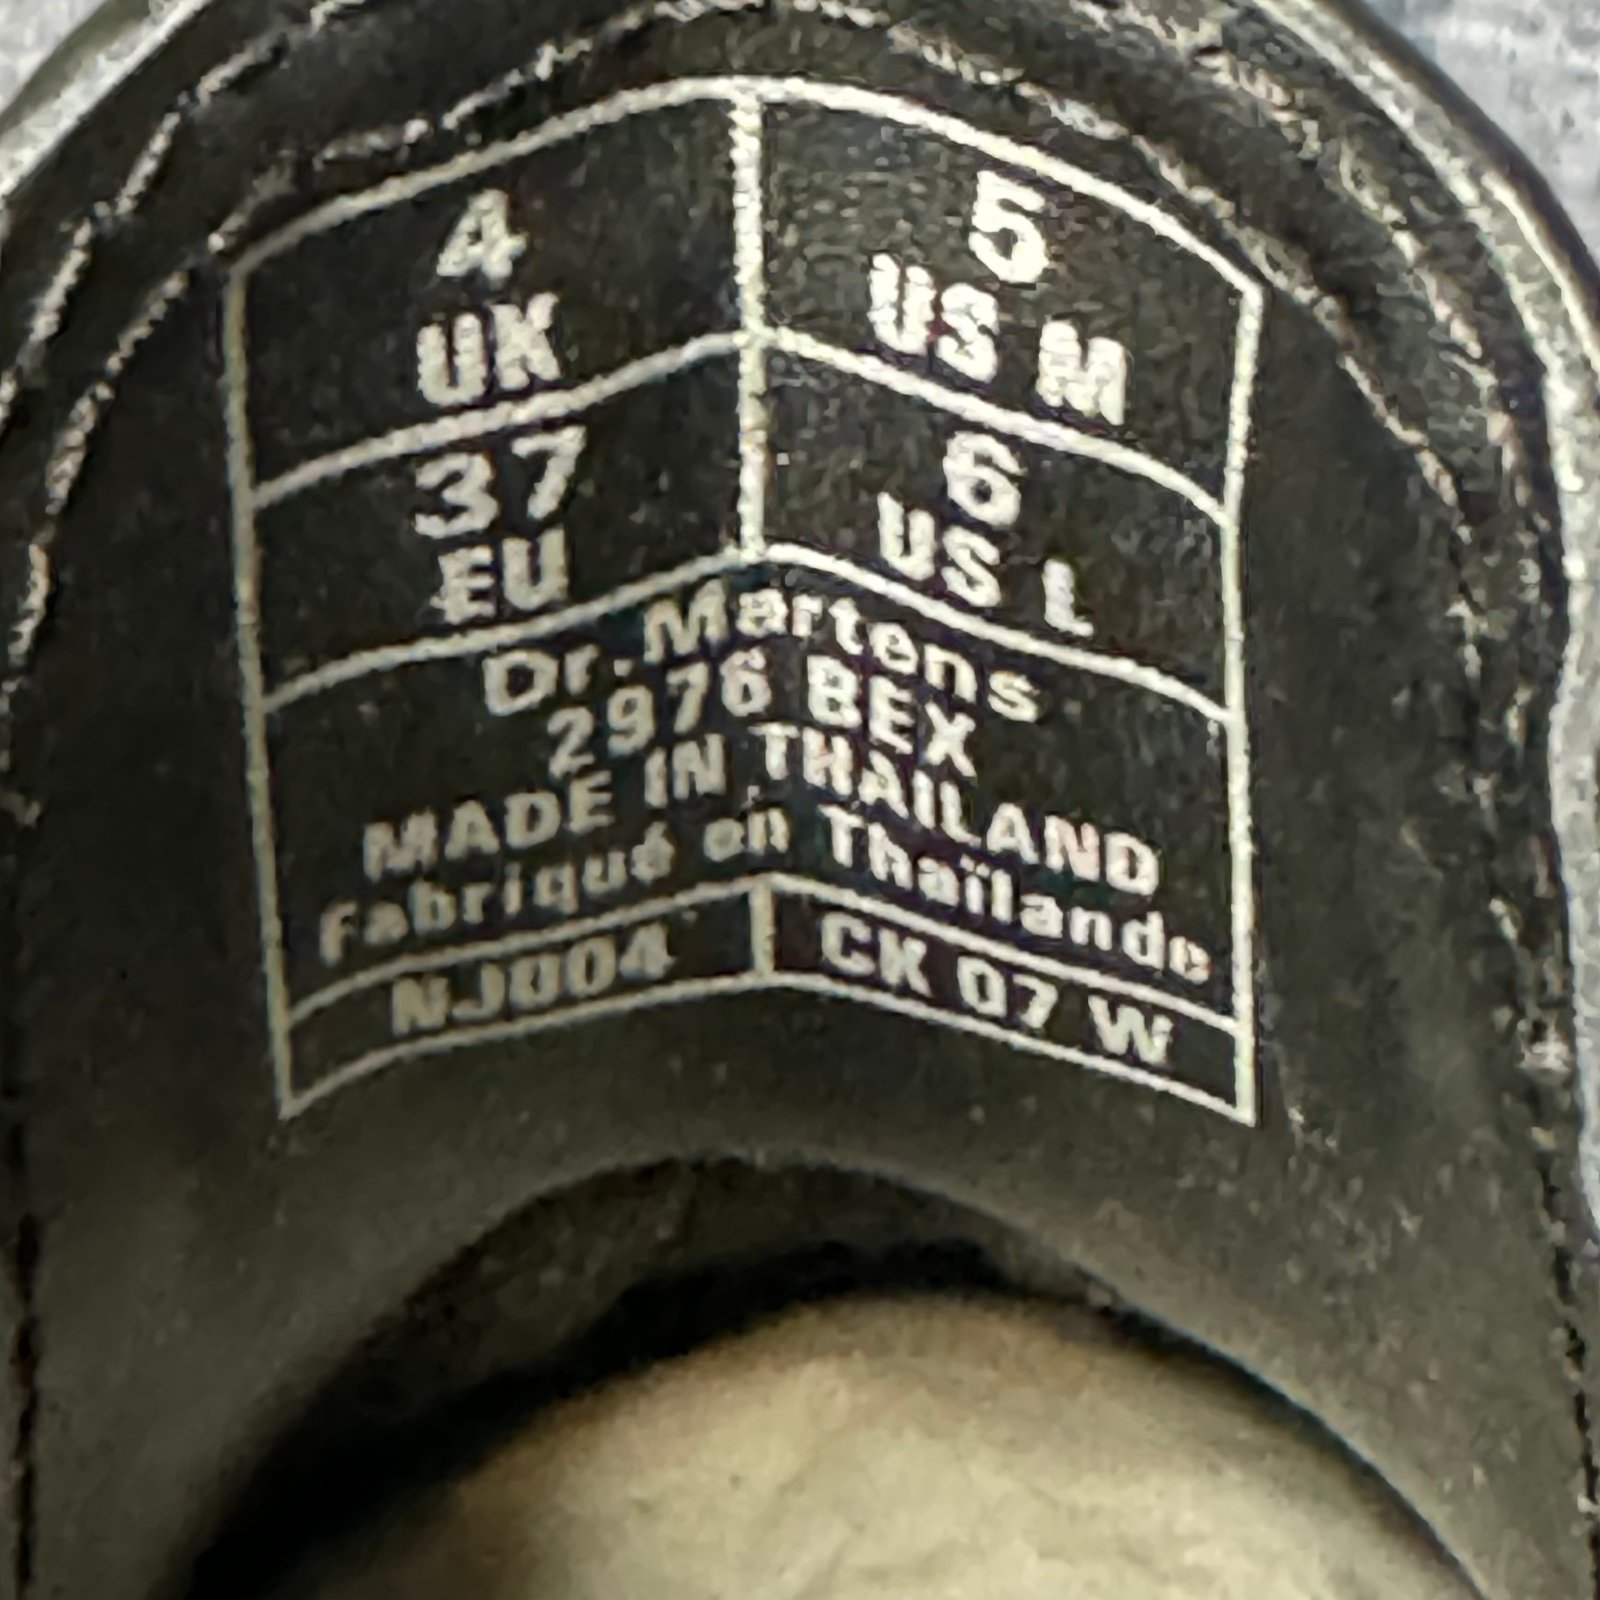 4
UK
5
US M
37
EU
6
US L
Dr. Martens
2976 BEX
MADE IN THAILAND
Fabriqué en Thaïlande
NJ004
CK 07 W